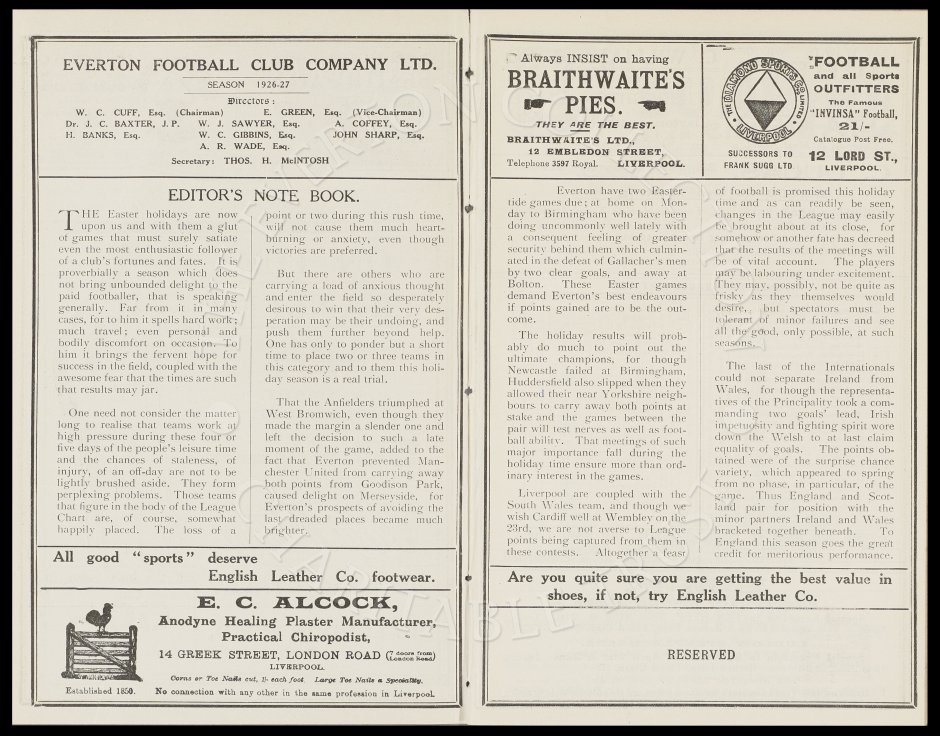 EVERTON FOOTBALL CLUB COMPANY LTD.
SEASON 1926-27
Directors :
W. C. CUFF, Esq. (Chairman) E. GREEN, Esq. (Vice-Chairman)
Dr. J. C. BAXTER, J.P. W. J. SAWYER, Esq. A. COFFEY, Esq.
H. BANKS, Esq. W. C. GIBBINS, Esq. JOHN SHARP, Esq.
A. R. WADE, Esq.
Secretary: THOS. H. McINTOSH
EDITOR'S NOTE BOOK.
THE Easter holidays are now
upon us and with them a glut
of games that must surely satiate
even the most enthusiastic follower
of a club's fortunes and fates. It is
proverbially a season which does
not bring unbounded delight to the
paid footballer, that is speaking
generally. Far from it in many
cases, for to him it spells hard work;
much travel; even personal and
bodily discomfort on occasion. To
him it brings the fervent hope for
success in the field, coupled with the
awesome fear that the times are such
that results may jar.
One need not consider the matter
long to realise that teams work at
high pressure during these four or
five days of the people's leisure time
and the chances of staleness, of
injury, of an off-day are not to be
lightly brushed aside. They form
perplexing problems. Those teams
that figure in the body of the League
Chart are, of course, somewhat
happily placed. The loss of a
point or two during this rush time,
will not cause them much heart-
burning or anxiety, even though
victories are preferred.
But there are others who are
carrying a load of anxious thought
and enter the field so desperately
desirous to win that their very des-
peration may be their undoing, and
push them further beyond help.
One has only to ponder but a short
time to place two or three teams in
this category and to them this holi-
day season is a real trial.
That the Anfielders triumphed at
West Bromwich, even though they
made the margin a slender one and
left the decision to such a late
moment of the game, added to the
fact that Everton prevented Man-
chester United from carrying away
both points from Goodison Park,
caused delight on Merseyside, for
Everton's prospects of avoiding the
last dreaded places became much
brighter.
All good "sports" deserve
English Leather Co. footwear.
E. C. ALCOCK,
Anodyne Healing Plaster Manufacturer,
Practical Chiropodist,
14 GREEK STREET, LONDON ROAD (7 doors from London Road)
LIVERPOOL.
Corns or Toe Nails cut, 1/- each foot. Large Toe Nails a Speciality.
Established 1850. No connection with any other in the same profession in Liverpool.
Always INSIST on having
BRAITHWAITE'S
PIES.
THEY ARE THE BEST.
BRAITHWAITE'S LTD.,
12 EMBLEDON STREET,
Telephone 3597 Royal. LIVERPOOL.
THE DIAMOND SPORTS CO LIMITED
LIVERPOOL
SUCCESSORS TO
FRANK SUGG LTD.
FOOTBALL
and all Sports
OUTFITTERS
The Famous
"INVINSA" Football,
21/-
Catalogue Post Free.
12 LORD ST.,
LIVERPOOL.
Everton have two Easter-
tide games due; at home on Mon-
day to Birmingham who have been
doing uncommonly well lately with
a consequent feeling of greater
security behind them which culmin-
ated in the defeat of Gallacher's men
by two clear goals, and away at
Bolton. These Easter games
demand Everton's best endeavours
if points gained are to be the out-
come.
The holiday results will prob-
ably do much to point out the
ultimate champions, for though
Newcastle failed at Birmingham,
Huddersfield also slipped when they
allowed their near Yorkshire neigh-
bours to carry away both points at
stake and the games between the
pair will test nerves as well as foot-
ball ability. That meetings of such
major importance fall during the
holiday time ensure more than ord-
inary interest in the games.
Liverpool are coupled with the
South Wales team, and though we
wish Cardiff well at Wembley on the
23rd, we are not averse to League
points being captured from them in
these contests. Altogether a feast
of football is promised this holiday
time and as can readily be seen,
changes in the League may easily
be brought about at its close, for
somehow or another fate has decreed
that the results of the meetings will
be of vital account. The players
may be labouring under excitement.
They may, possibly, not be quite as
frisky as they themselves would
desire, but spectators must be
tolerant of minor failures and see
all the good, only possible, at such
seasons.
The last of the Internationals
could not separate Ireland from
Wales, for though the representa-
tives of the Principality took a com-
manding two goals' lead, Irish
impetuosity and fighting spirit wore
down the Welsh to at last claim
equality of goals. The points ob-
tained were of the surprise chance
variety, which appeared to spring
from no phase, in particular, of the
game. Thus England and Scot-
land pair for position with the
minor partners Ireland and Wales
bracketed together beneath. To
England this season goes the great
credit for meritorious performance.
Are you quite sure you are getting the best value in
shoes, if not, try English Leather Co.
RESERVED